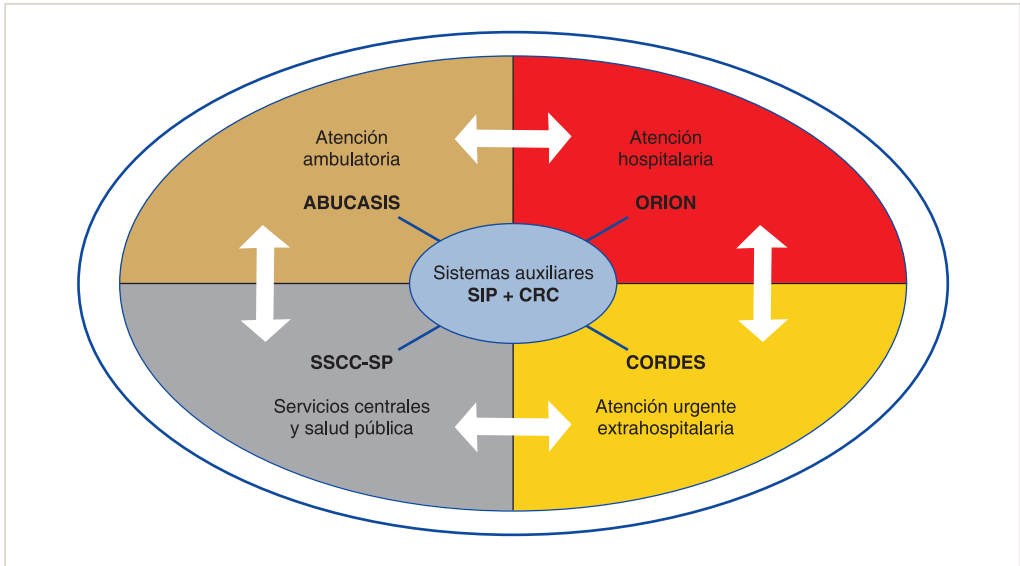 Atención
ambulatoria
ABUCASIS
Atención
hospitalaria
ORION
Sistemas auxiliares
SIP + CRC
SSCC-SP
Servicios centrales
y salud pública
CORDES
Atención urgente
extrahospitalaria